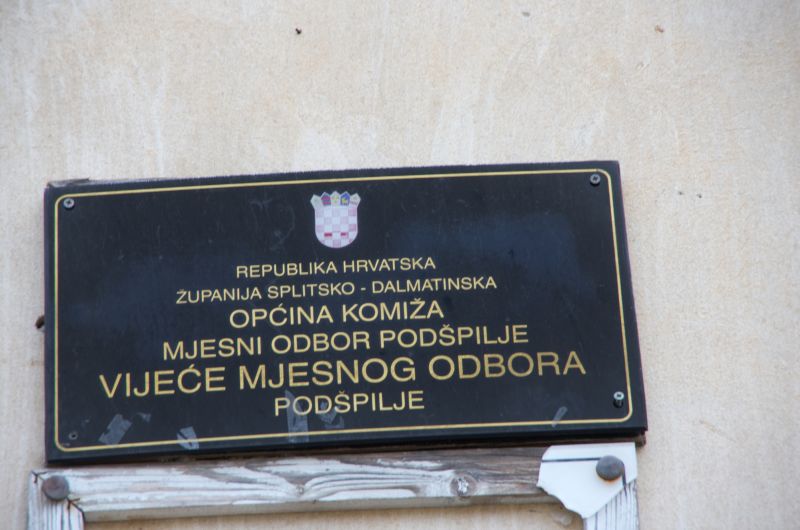 REPUBLIKA HRVATSKA
ŽUPANIJA SPLITSKO - DALMATINSKA
OPĆINA KOMIŽA
MJESNI ODBOR PODŠPILJE
VIJEĆE MJESNOG ODBORA
PODŠPILJE